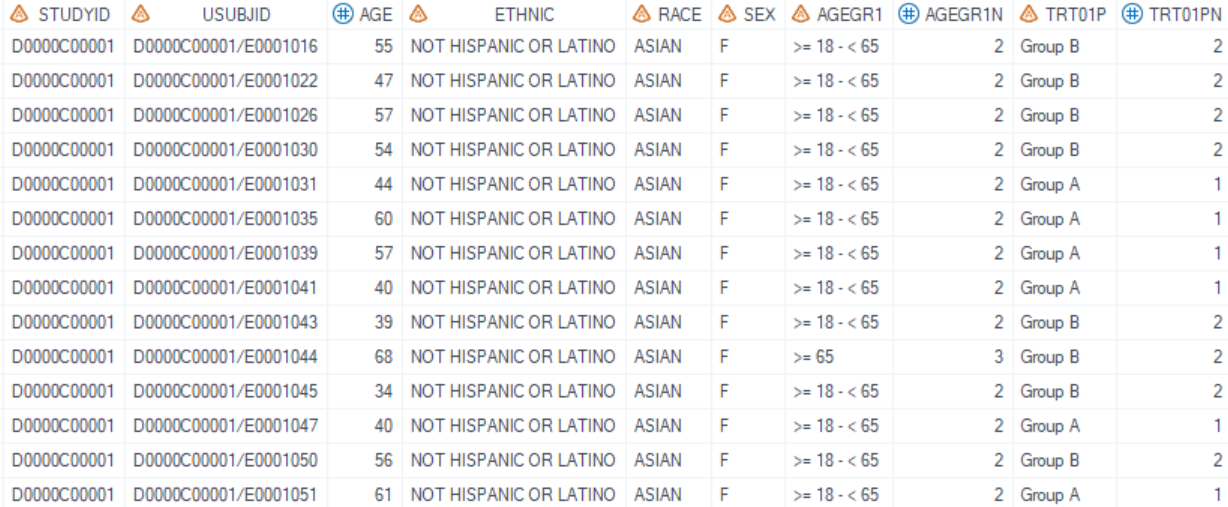 STUDYID USUBJID AGE ETHNIC RACE SEX AGEGR1 AGEGR1N TRT01P TRT01PN
D0000C00001 D0000C00001/E0001016 55 NOT HISPANIC OR LATINO ASIAN F >= 18 - < 65 2 Group B 2
D0000C00001 D0000C00001/E0001022 47 NOT HISPANIC OR LATINO ASIAN F >= 18 - < 65 2 Group B 2
D0000C00001 D0000C00001/E0001026 57 NOT HISPANIC OR LATINO ASIAN F >= 18 - < 65 2 Group B 2
D0000C00001 D0000C00001/E0001030 54 NOT HISPANIC OR LATINO ASIAN F >= 18 - < 65 2 Group B 2
D0000C00001 D0000C00001/E0001031 44 NOT HISPANIC OR LATINO ASIAN F >= 18 - < 65 2 Group A 1
D0000C00001 D0000C00001/E0001035 60 NOT HISPANIC OR LATINO ASIAN F >= 18 - < 65 2 Group A 1
D0000C00001 D0000C00001/E0001039 57 NOT HISPANIC OR LATINO ASIAN F >= 18 - < 65 2 Group A 1
D0000C00001 D0000C00001/E0001041 40 NOT HISPANIC OR LATINO ASIAN F >= 18 - < 65 2 Group A 1
D0000C00001 D0000C00001/E0001043 39 NOT HISPANIC OR LATINO ASIAN F >= 18 - < 65 2 Group B 2
D0000C00001 D0000C00001/E0001044 68 NOT HISPANIC OR LATINO ASIAN F >= 65 3 Group B 2
D0000C00001 D0000C00001/E0001045 34 NOT HISPANIC OR LATINO ASIAN F >= 18 - < 65 2 Group B 2
D0000C00001 D0000C00001/E0001047 40 NOT HISPANIC OR LATINO ASIAN F >= 18 - < 65 2 Group A 1
D0000C00001 D0000C00001/E0001050 56 NOT HISPANIC OR LATINO ASIAN F >= 18 - < 65 2 Group B 2
D0000C00001 D0000C00001/E0001051 61 NOT HISPANIC OR LATINO ASIAN F >= 18 - < 65 2 Group A 1